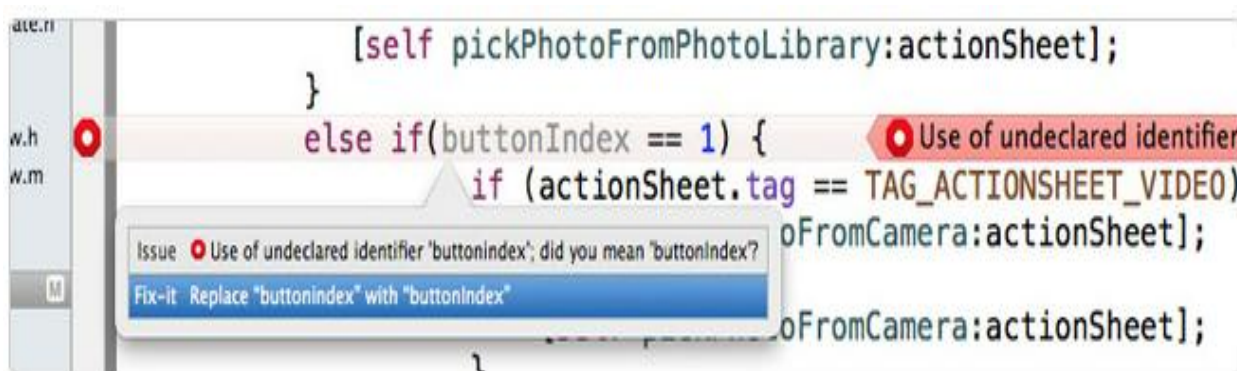 [self pickPhotoFromPhotoLibrary:actionSheet];
}
w.h else if(buttonIndex == 1) { Use of undeclared identifier
w.m if (actionSheet.tag == TAG_ACTIONSHEET_VIDEO)
oFromCamera:actionSheet];
Issue Use of undeclared identifier 'buttonindex'; did you mean 'buttonIndex'?
M Fix-it Replace "buttonindex" with "buttonIndex"
oFromCamera:actionSheet];
}